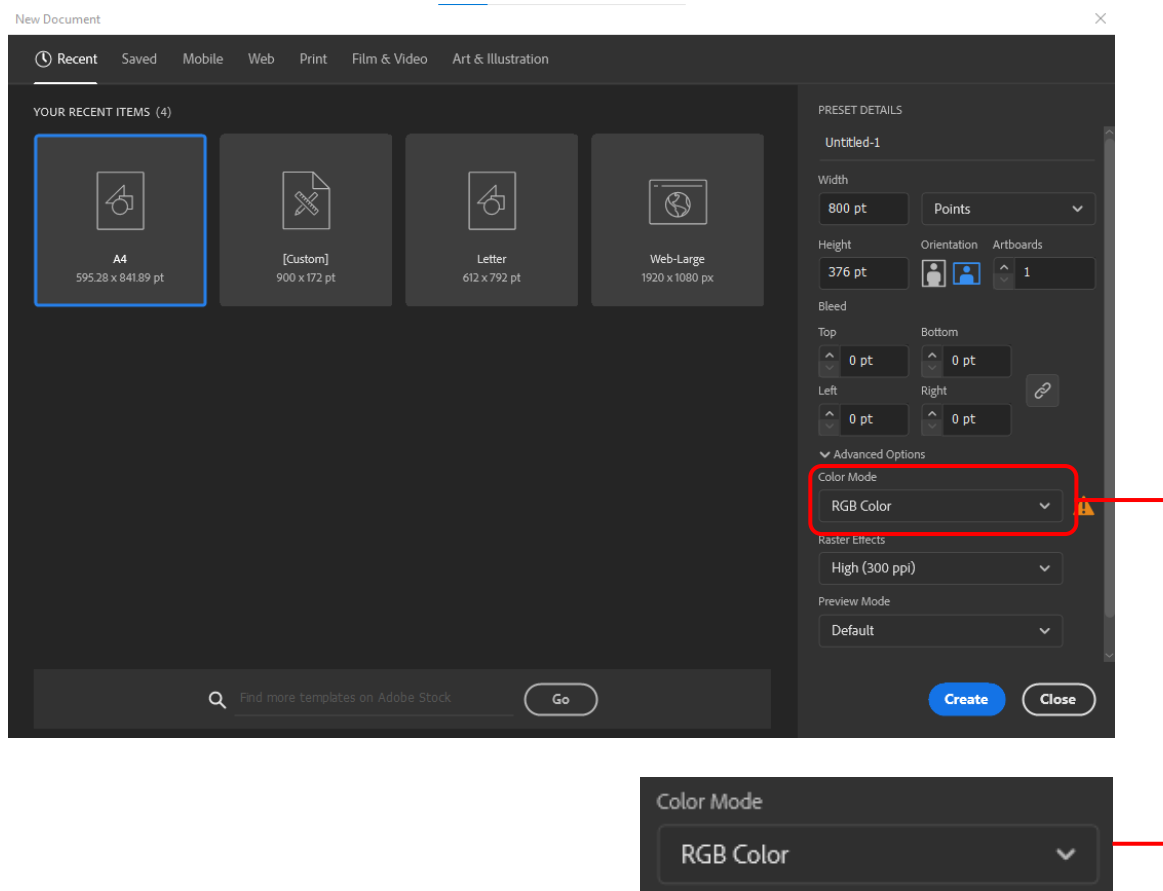 New Document
Recent Saved Mobile Web Print Film & Video Art & Illustration
YOUR RECENT ITEMS (4)
A4
595.28 x 841.89 pt
[Custom]
900 x 172 pt
Letter
612 x 792 pt
Web-Large
1920 x 1080 px
Find more templates on Adobe Stock
Go
PRESET DETAILS
Untitled-1
Width
800 pt Points
Height Orientation Artboards
376 pt 1
Bleed
Top Bottom
0 pt 0 pt
Left Right
0 pt 0 pt
Advanced Options
Color Mode
RGB Color
Raster Effects
High (300 ppi)
Preview Mode
Default
Create Close
Color Mode
RGB Color